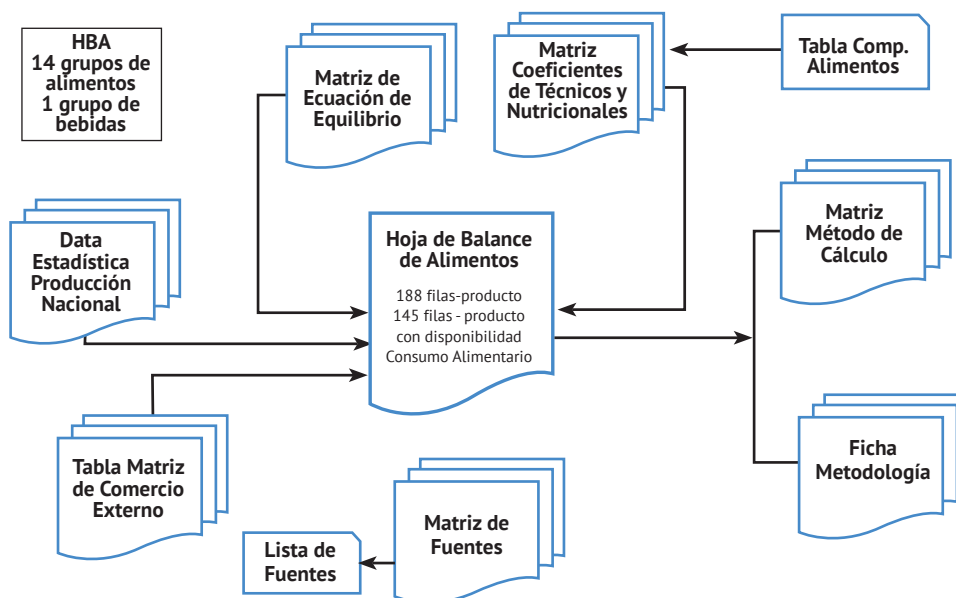 HBA
14 grupos de
alimentos
1 grupo de
bebidas
Matriz de
Ecuación de
Equilibrio
Matriz
Coeficientes
de Técnicos y
Nutricionales
Tabla Comp.
Alimentos
Data
Estadística
Producción
Nacional
Hoja de Balance
de Alimentos
188 filas-producto
145 filas - producto
con disponibilidad
Consumo Alimentario
Matriz
Método de
Cálculo
Tabla Matriz
de Comercio
Externo
Ficha
Metodología
Lista de
Fuentes
Matriz de
Fuentes